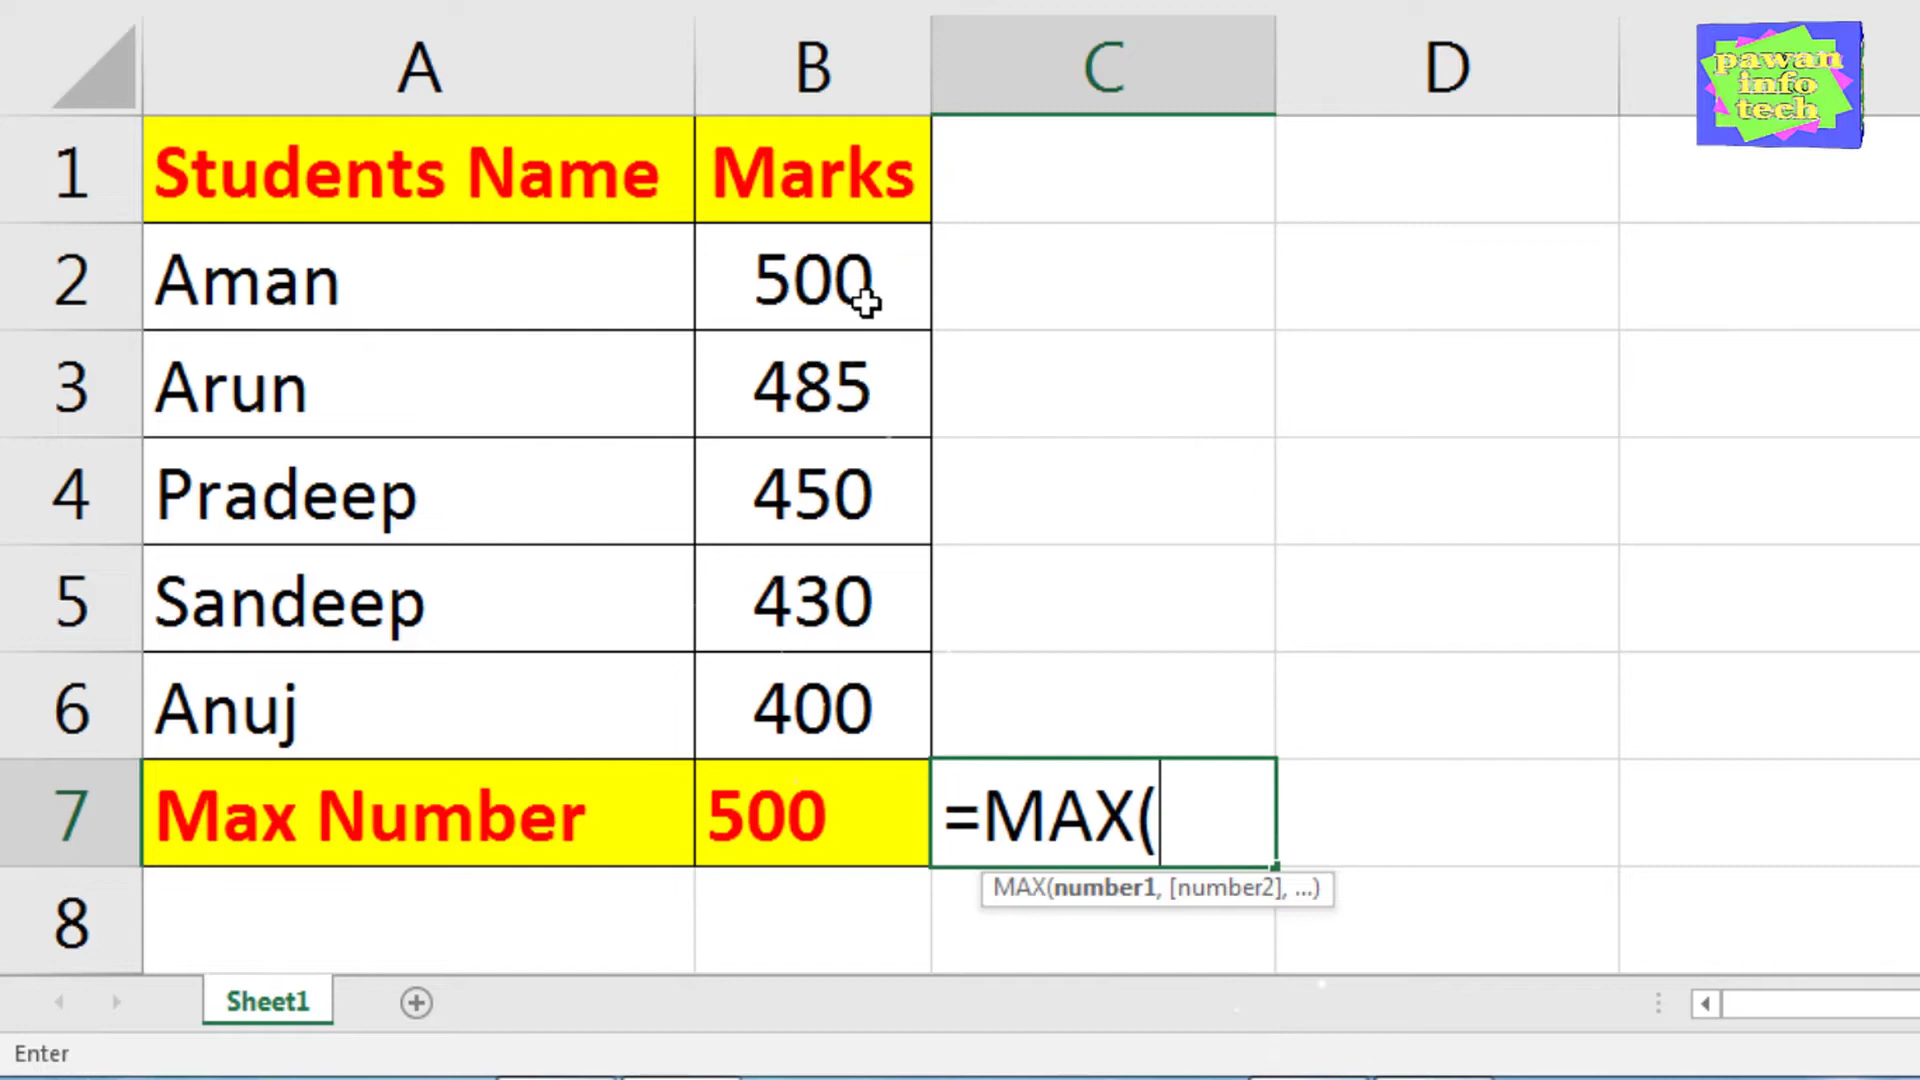 A B C D
pawan
info
tech
1 Students Name Marks
2 Aman 500
3 Arun 485
4 Pradeep 450
5 Sandeep 430
6 Anuj 400
7 Max Number 500 =MAX(
MAX(number1, [number2], ...)
8
Sheet1
Enter